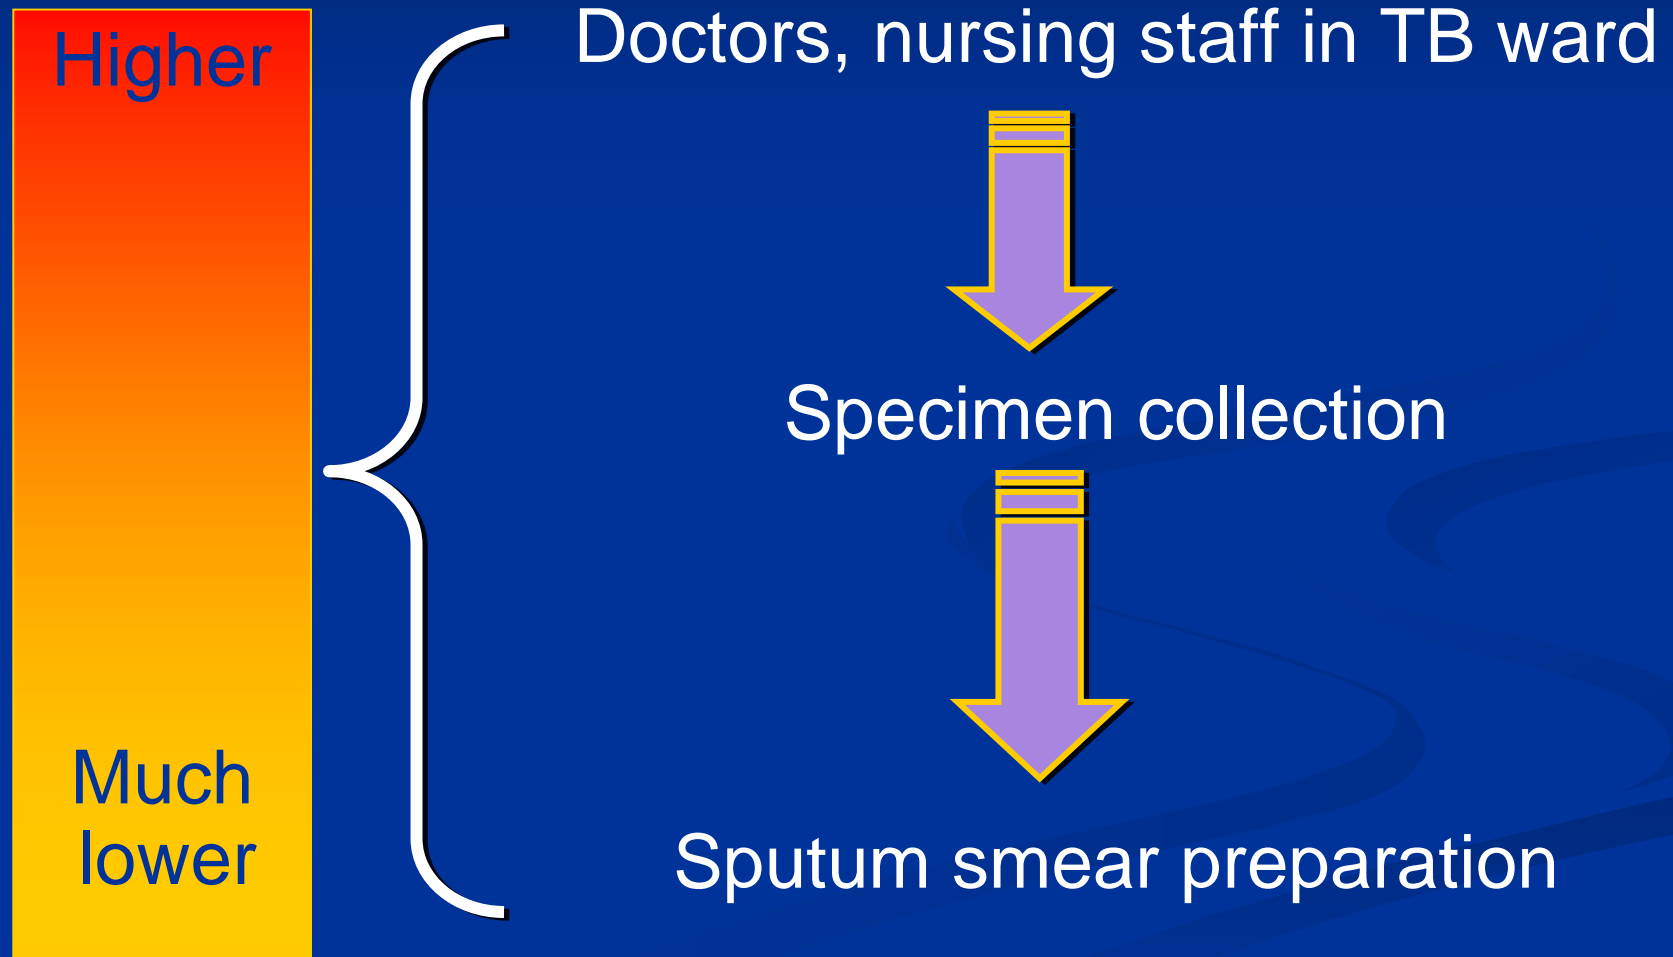 Higher
Doctors, nursing staff in TB ward
Specimen collection
Much
lower
Sputum smear preparation